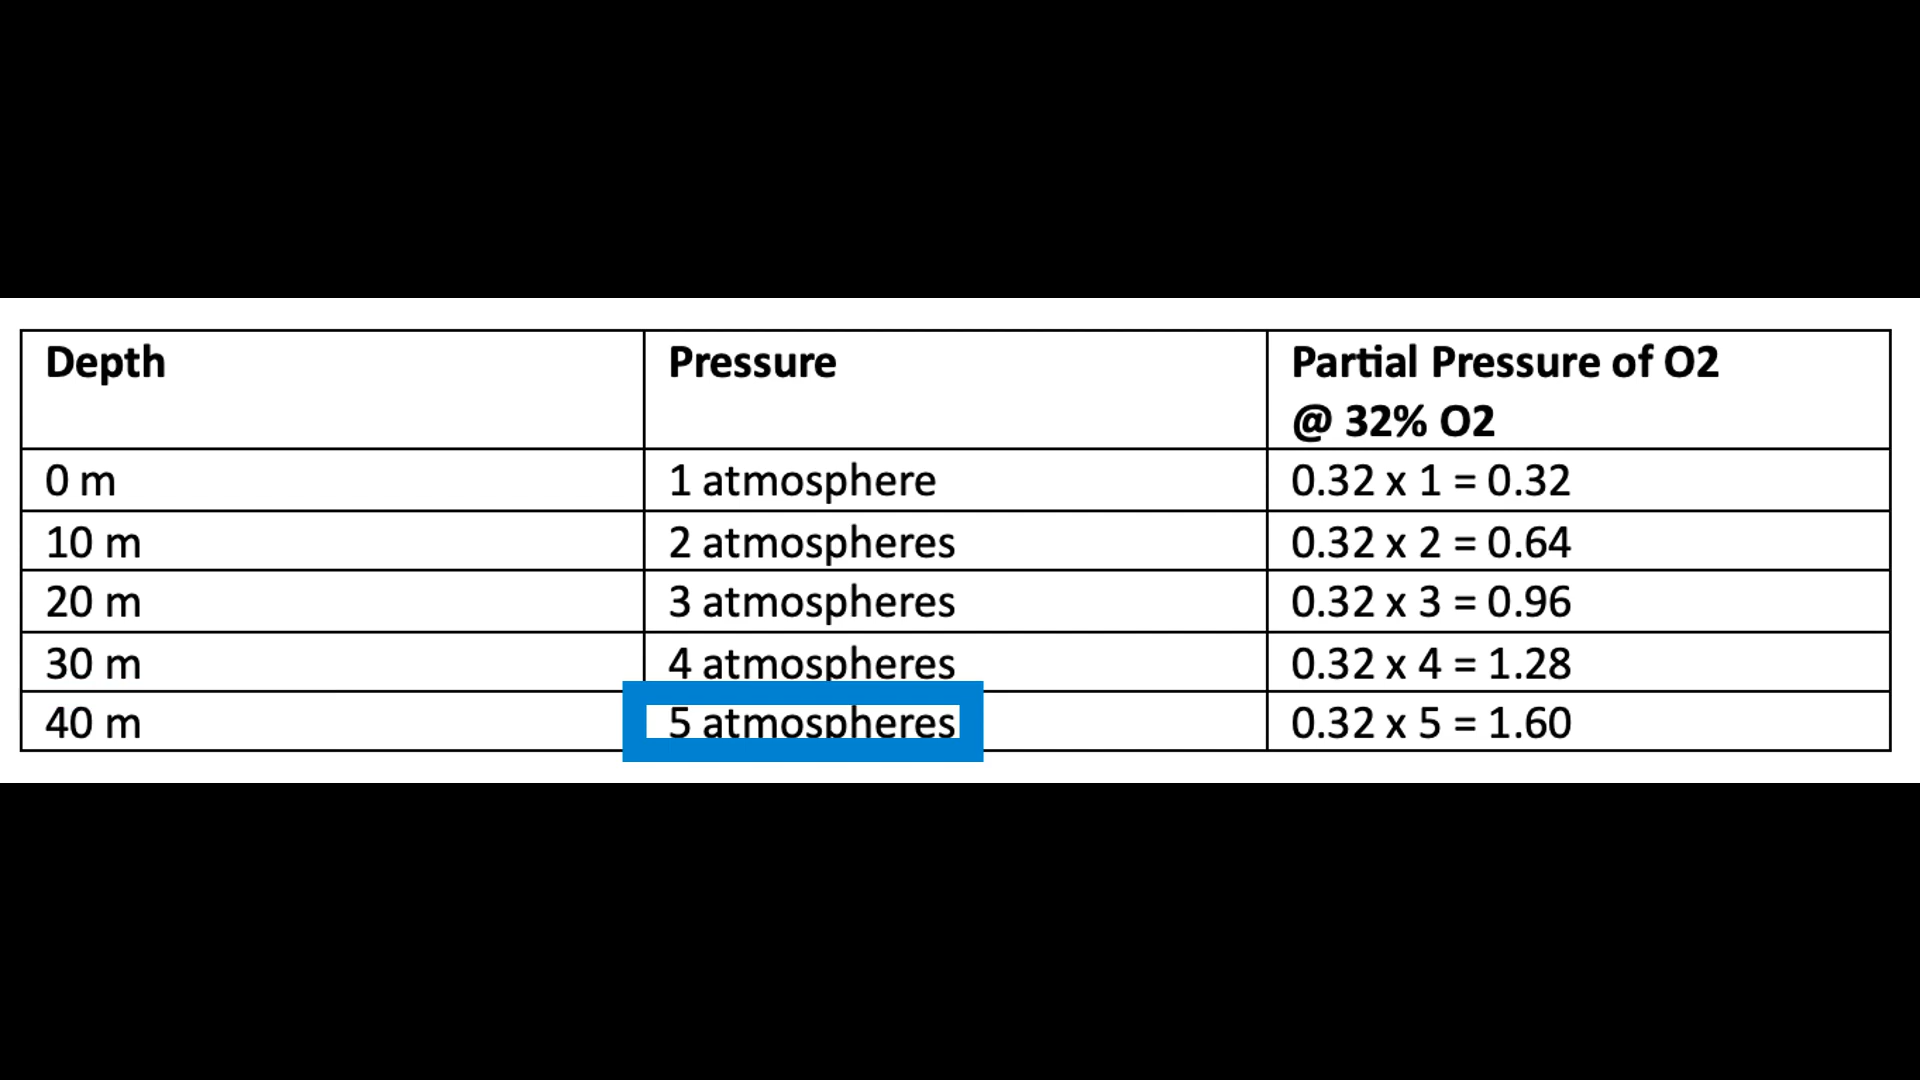 Depth Pressure Partial Pressure of O2
@ 32% O2
0 m 1 atmosphere 0.32 x 1 = 0.32
10 m 2 atmospheres 0.32 x 2 = 0.64
20 m 3 atmospheres 0.32 x 3 = 0.96
30 m 4 atmospheres 0.32 x 4 = 1.28
40 m 5 atmospheres 0.32 x 5 = 1.60